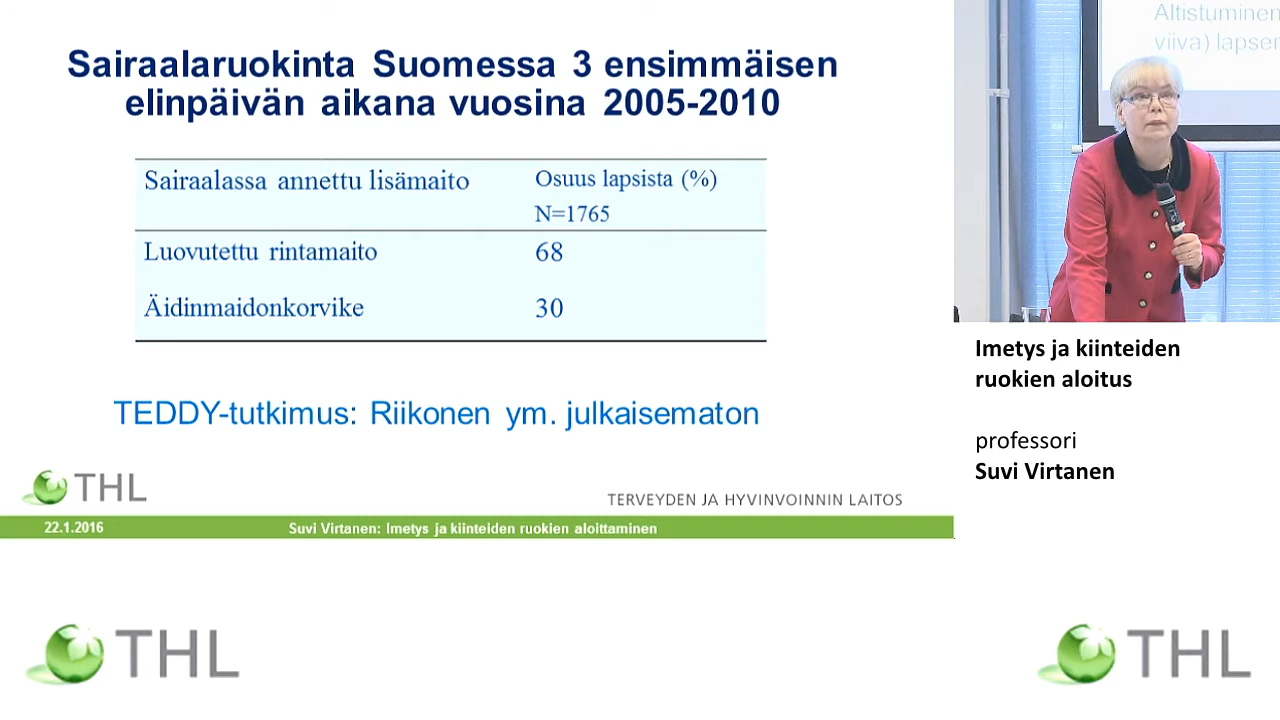 Sairaalaruokinta Suomessa 3 ensimmäisen
elinpäivän aikana vuosina 2005-2010
Sairaalassa annettu lisämaito
Osuus lapsista (%)
N=1765
Luovutettu rintamaito
68
Äidinmaidonkorvike
30
TEDDY-tutkimus: Riikonen ym. julkaisematon
THL
TERVEYDEN JA HYVINVOINNIN LAITOS
22.1.2016
Suvi Virtanen: Imetys ja kiinteiden ruokien aloittaminen
Altistuminen
viiva) lapsen
Imetys ja kiinteiden
ruokien aloitus
professori
Suvi Virtanen
THL
THL